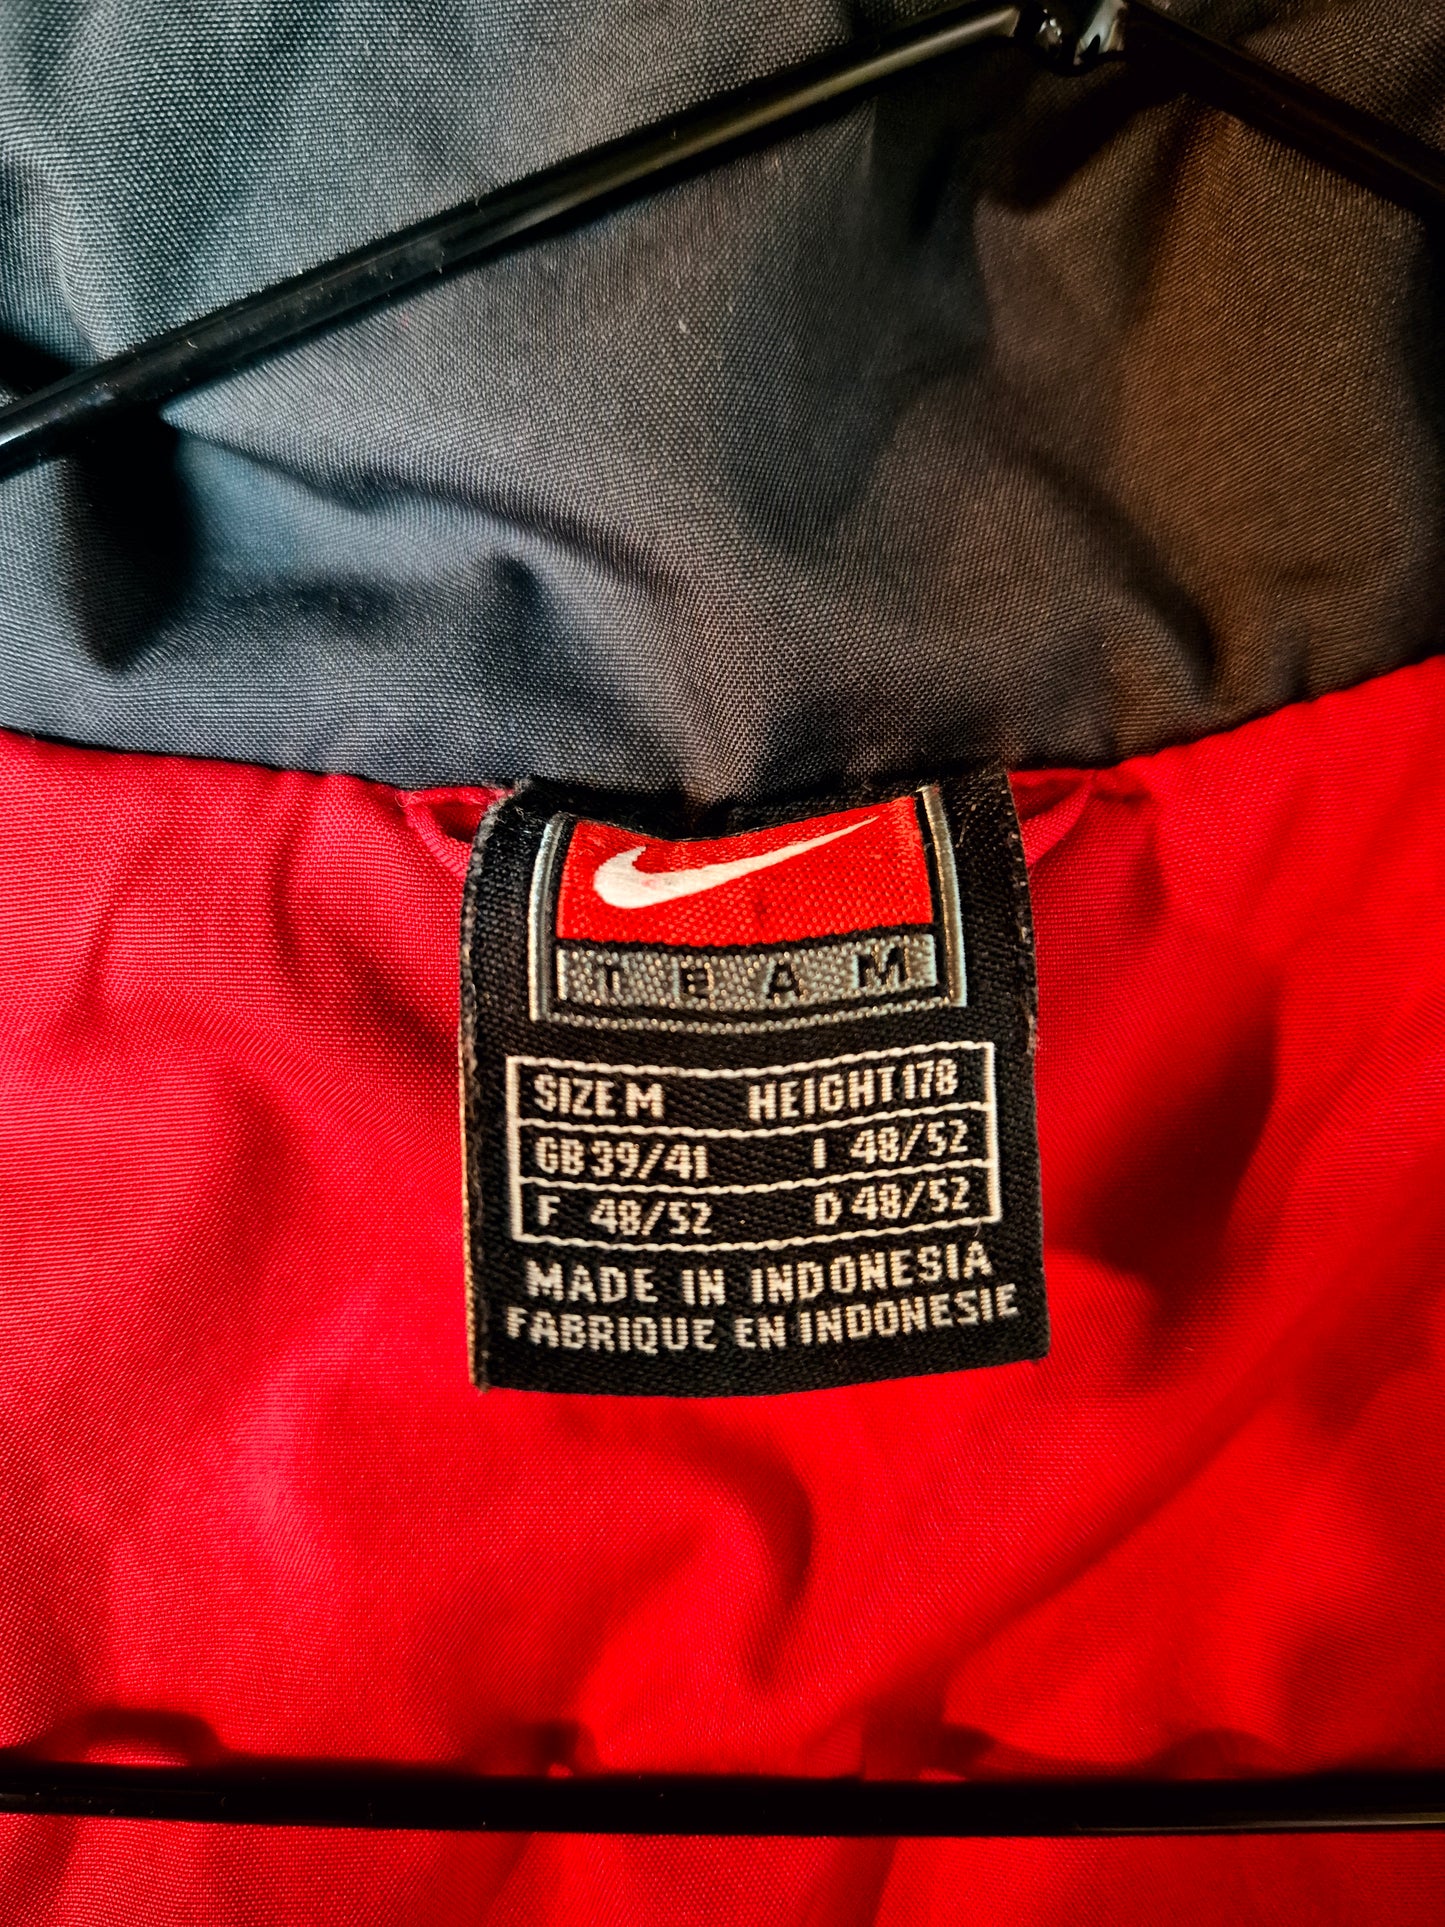 TEAM
SIZE M HEIGHT 178
GB 39/41 I 48/52
F 48/52 D 48/52
MADE IN INDONESIA
FABRIQUE EN INDONESIE